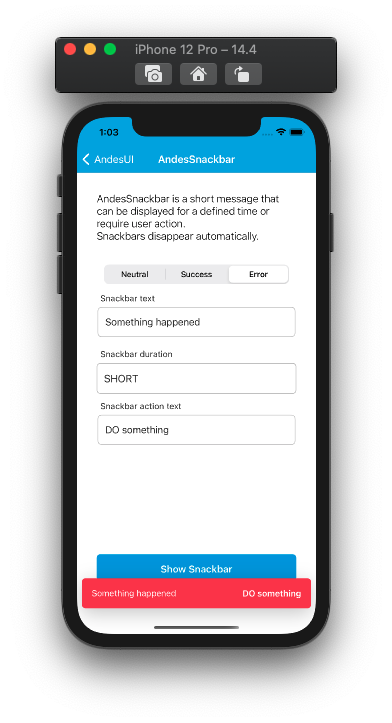 iPhone 12 Pro – 14.4
1:03
AndesUI
AndesSnackbar
AndesSnackbar is a short message that
can be displayed for a defined time or
require user action.
Snackbars disappear automatically.
Neutral
Success
Error
Snackbar text
Something happened
Snackbar duration
SHORT
Snackbar action text
DO something
Show Snackbar
Something happened
DO something